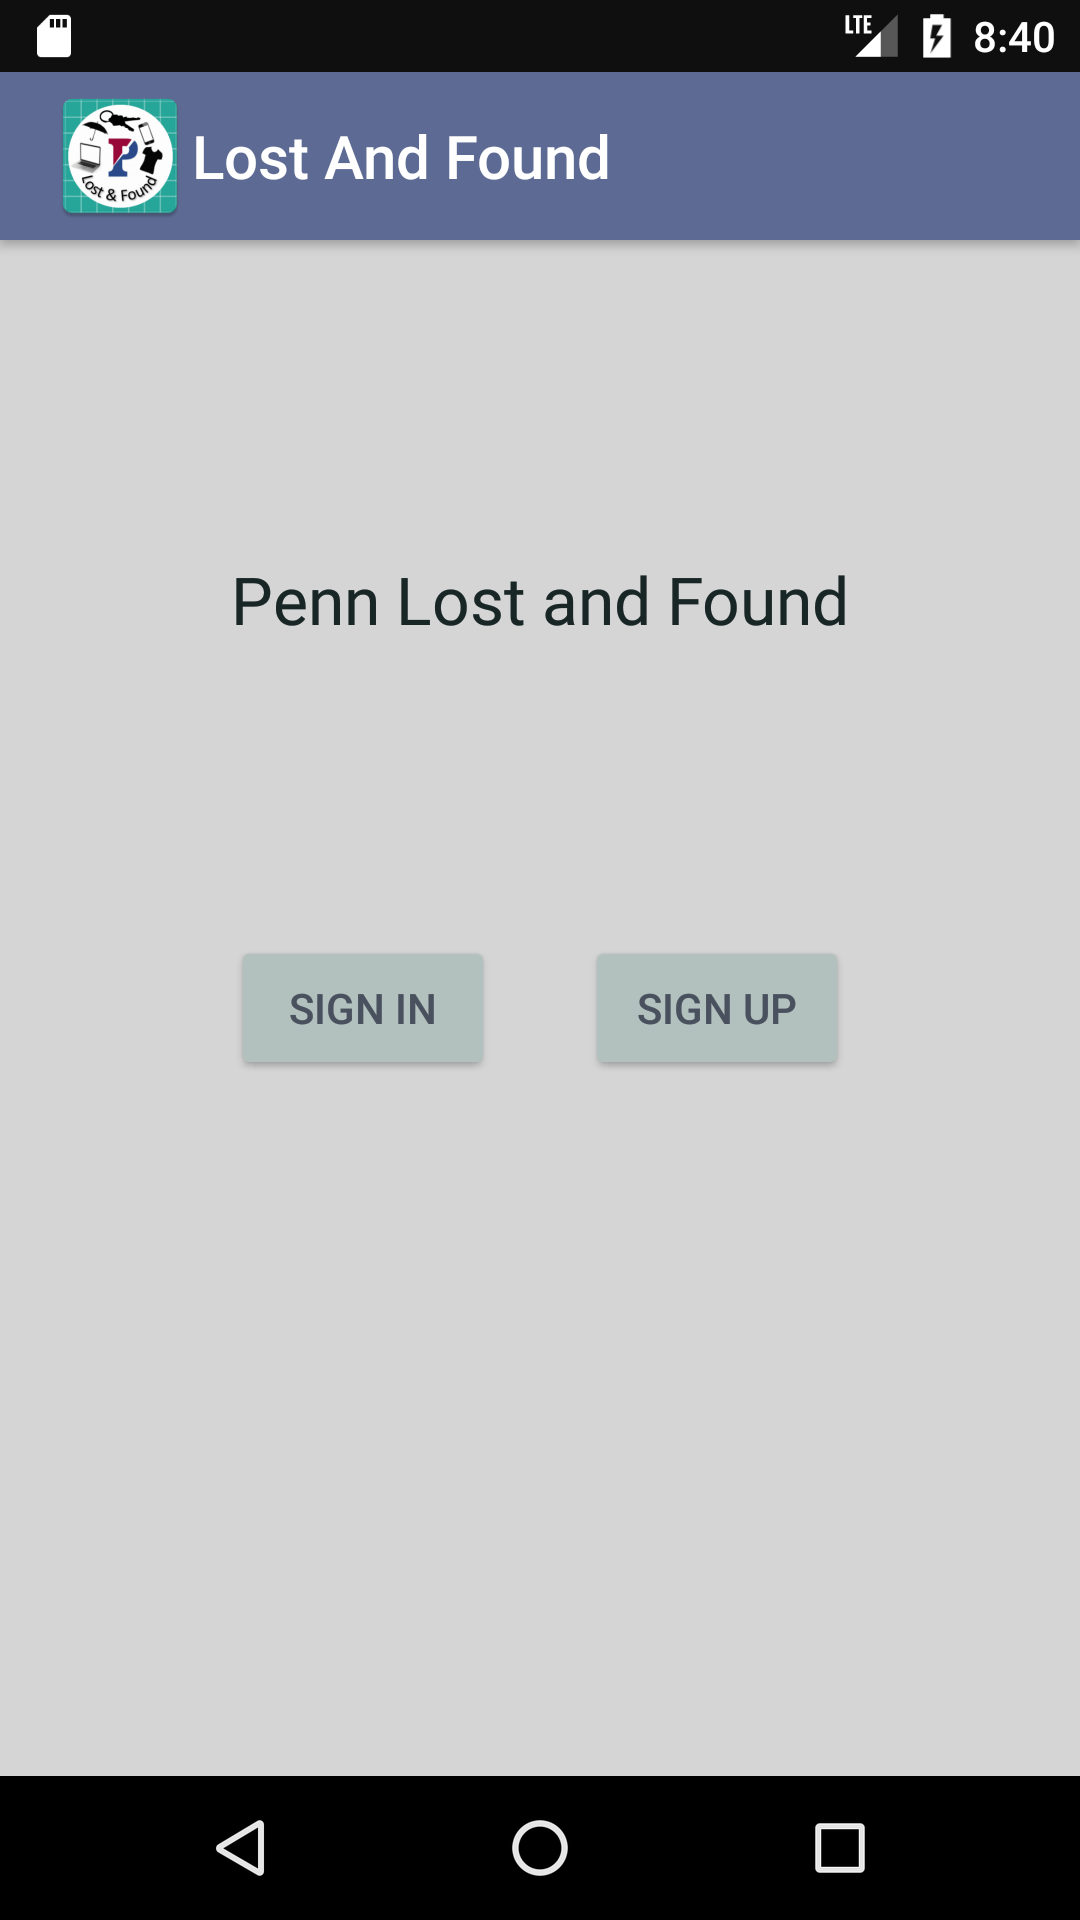 LTE 8:40
P
Lost & Found
Lost And Found
Penn Lost and Found
SIGN IN SIGN UP